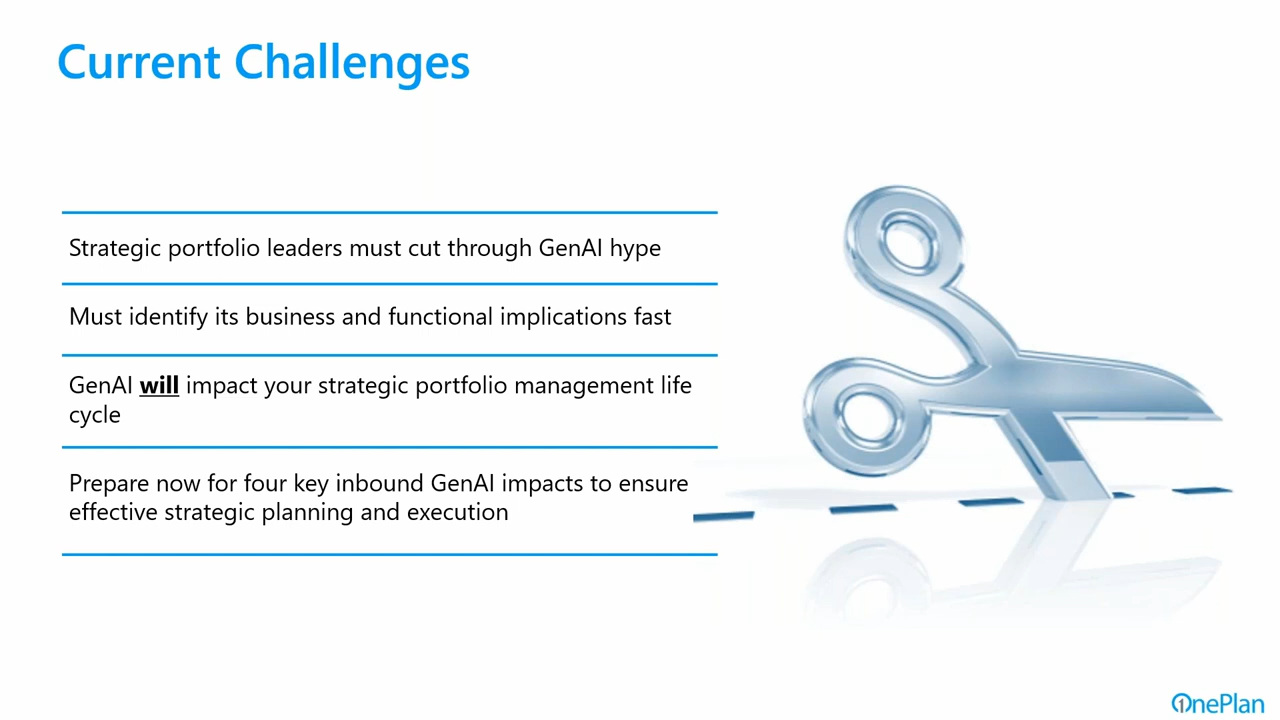 Current Challenges
Strategic portfolio leaders must cut through GenAI hype
Must identify its business and functional implications fast
GenAI will impact your strategic portfolio management life
cycle
Prepare now for four key inbound GenAI impacts to ensure
effective strategic planning and execution
OnePlan